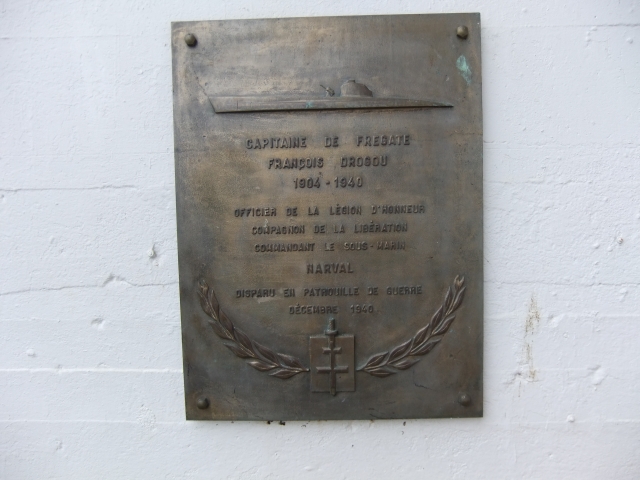 CAPITAINE DE FREGATE
FRANÇOIS DROGOU
1904 - 1940
OFFICIER DE LA LÉGION D'HONNEUR
COMPAGNON DE LA LIBÉRATION
COMMANDANT LE SOUS-MARIN
NARVAL
DISPARU EN PATROUILLE DE GUERRE
DÉCEMBRE 1940